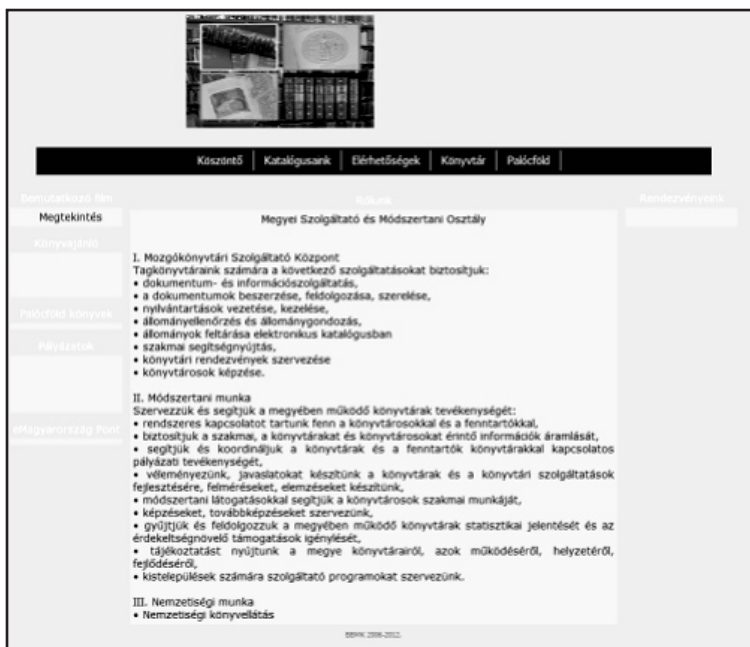 Köszöntő | Katalógusaink | Elérhetőségek | Könyvtár | Palócföld |
Bemutatkozó film
Megtekintés
Könyvajánló
Palócföld könyvek
Pályázatok
eMagyarország Pont
Rólunk
Megyei Szolgáltató és Módszertani Osztály
I. Mozgókönyvtári Szolgáltató Központ
Tagkönyvtáraink számára a következő szolgáltatásokat biztosítjuk:
• dokumentum- és információszolgáltatás,
• a dokumentumok beszerzése, feldolgozása, szerelése,
• nyilvántartások vezetése, kezelése,
• állományellenőrzés és állománygondozás,
• állományok feltárása elektronikus katalógusban
• szakmai segítségnyújtás,
• könyvtári rendezvények szervezése
• könyvtárosok képzése.
II. Módszertani munka
Szervezzük és segítjük a megyében működő könyvtárak tevékenységét:
• rendszeres kapcsolatot tartunk fenn a könyvtárosokkal és a fenntartókkal,
• biztosítjuk a szakmai, a könyvtárakat és könyvtárosokat érintő információk áramlását,
• segítjük és koordináljuk a könyvtárak és a fenntartók könyvtárakkal kapcsolatos
pályázati tevékenységét,
• véleményezünk, javaslatokat készítünk a könyvtárak és a könyvtári szolgáltatások
fejlesztésére, felméréseket, elemzéseket készítünk,
• módszertani látogatásokkal segítjük a könyvtárosok szakmai munkáját,
• képzéseket, továbbképzéseket szervezünk,
• gyűjtjük és feldolgozzuk a megyében működő könyvtárak statisztikai jelentését és az
érdekeltségnövelő támogatások igénylését,
• tájékoztatást nyújtunk a megye könyvtárairól, azok működéséről, helyzetéről,
fejlődéséről,
• kistelepülések számára szolgáltató programokat szervezünk.
III. Nemzetiségi munka
• Nemzetiségi könyvellátás
Rendezvényeink
BBMK 2006-2012.